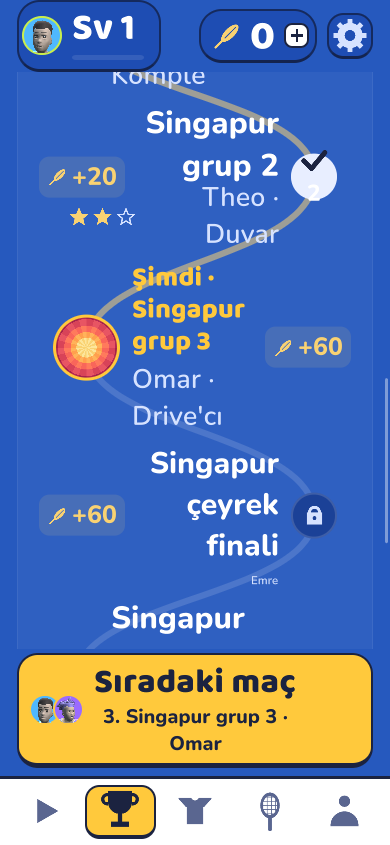 Sv 1
0
Komple
Singapur
grup 2
+20
2
Theo ·
Duvar
Şimdi ·
Singapur
grup 3
+60
Omar ·
Drive'cı
Singapur
çeyrek
finali
+60
Emre
Singapur
Sıradaki maç
3. Singapur grup 3 ·
Omar